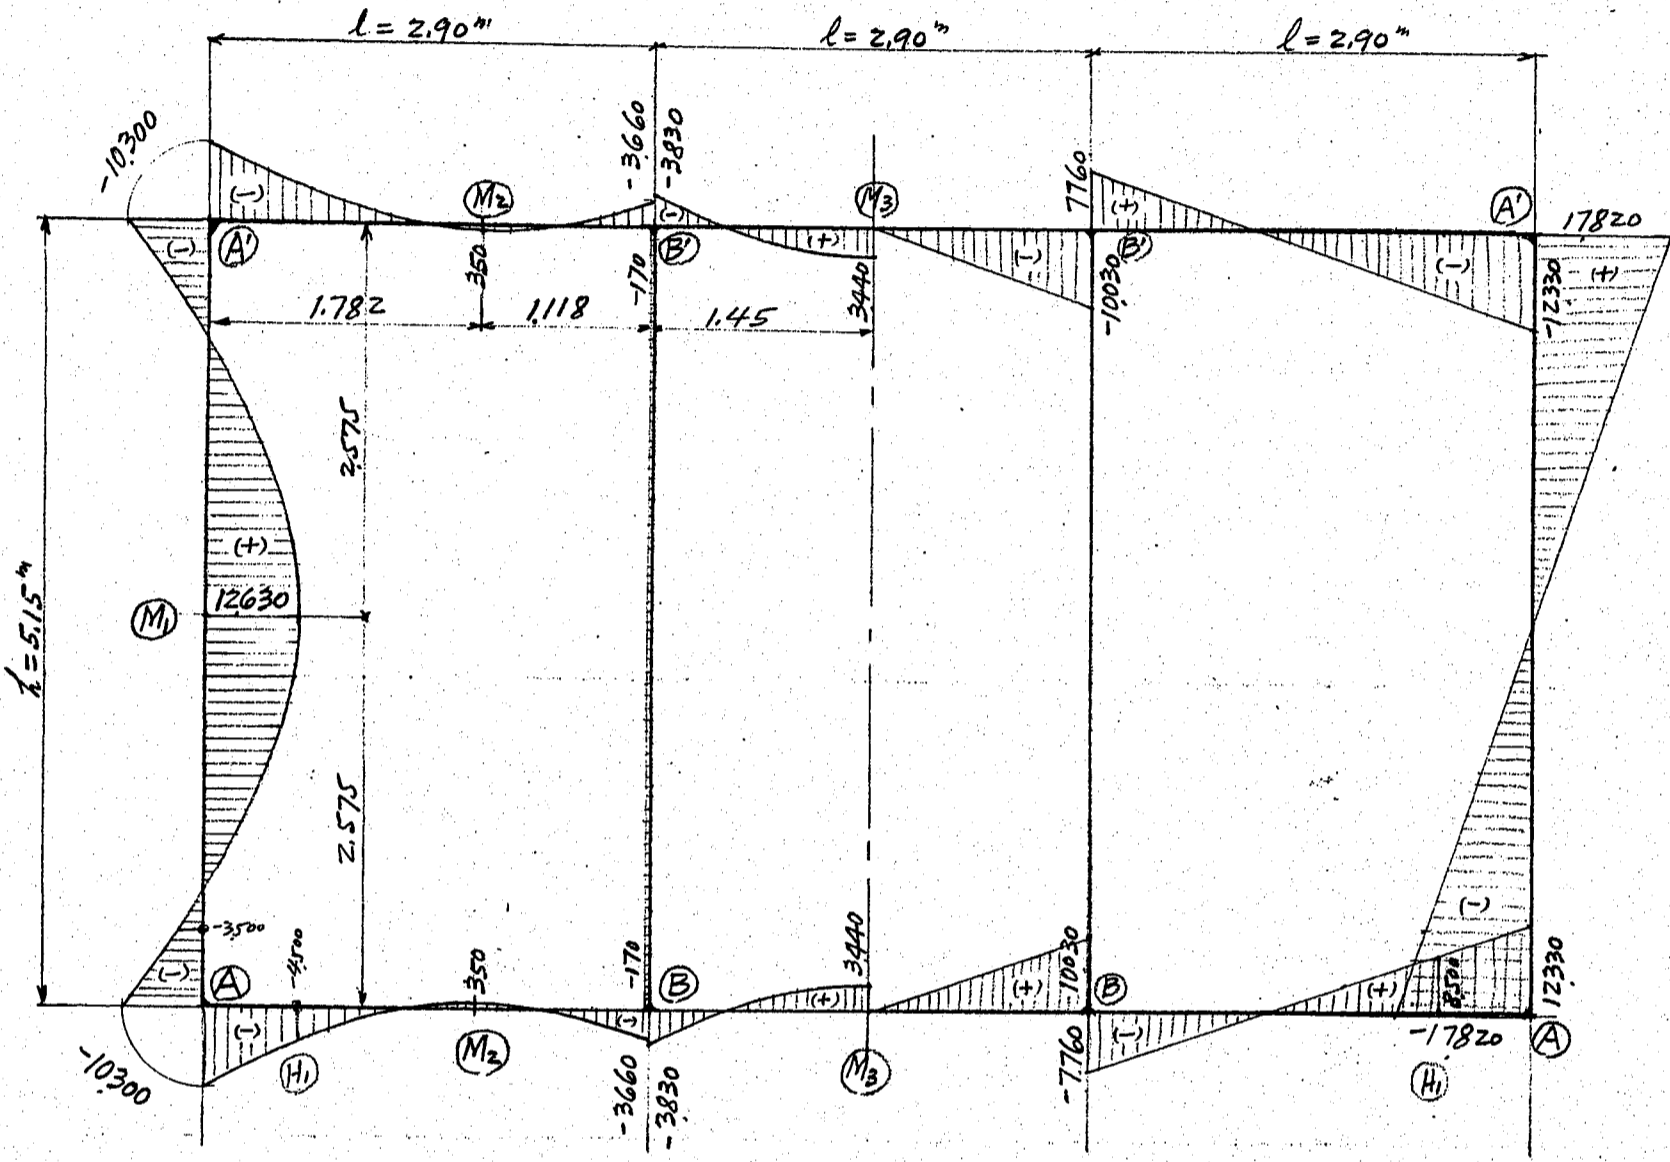 l = 2.90m
l = 2.90m
l = 2.90m
-10300
-3660
-3830
7760
(-)
M2
(-)
M3
(+)
A'
17820
(-)
A'
350
-170
B'
(+)
3440
(-)
-10030
B'
(-)
-12330
(+)
1.782
1.118
1.45
2.575
(+)
12630
M1
h = 5.15m
2.575
-3500
(-)
A
-4500
350
-170
B
3440
(+)
(+)
10030
B
(+)
8500
(-)
12330
(-)
H1
M2
(-)
M3
-7760
(-)
-17820
A
H1
-10300
-3660
-3830